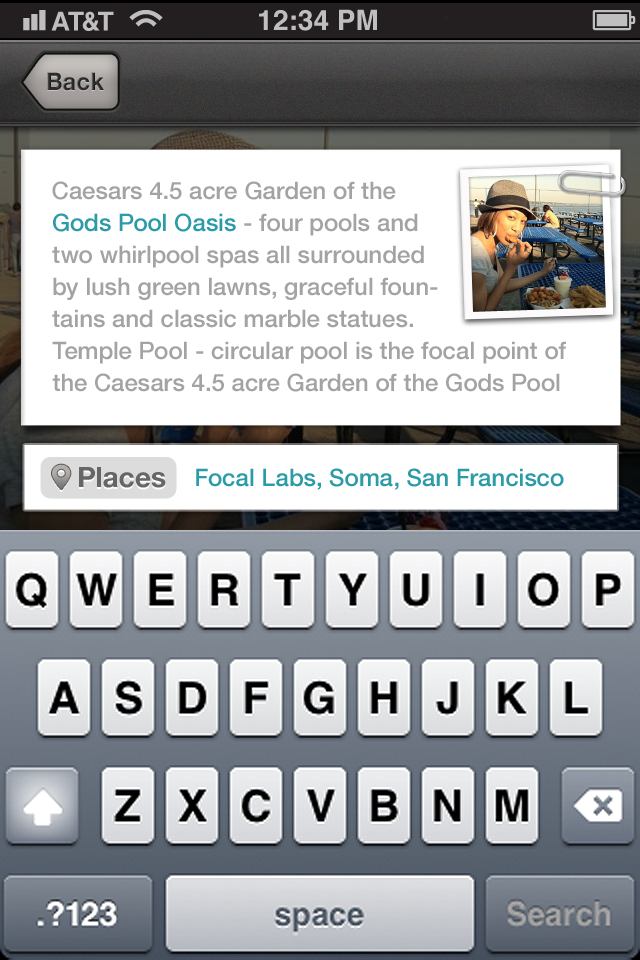 AT&T 12:34 PM
Back
Caesars 4.5 acre Garden of the
Gods Pool Oasis - four pools and
two whirlpool spas all surrounded
by lush green lawns, graceful foun-
tains and classic marble statues.
Temple Pool - circular pool is the focal point of
the Caesars 4.5 acre Garden of the Gods Pool
Places Focal Labs, Soma, San Francisco
Q W E R T Y U I O P
A S D F G H J K L
Z X C V B N M
.?123 space Search